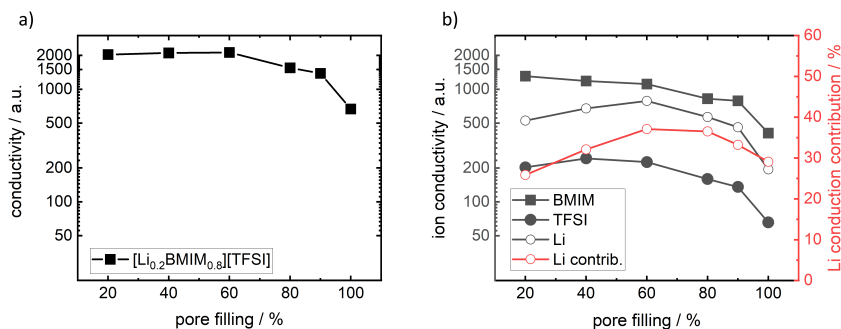 a)
conductivity / a.u.
2000
1500
1000
500
200
100
50
[Li0.2BMIM0.8][TFSI]
20 40 60 80 100
pore filling / %
b)
ion conductivity / a.u.
2000
1500
1000
500
200
100
50
BMIM
TFSI
Li
Li contrib.
20 40 60 80 100
pore filling / %
60
50
40
30
20
10
0
Li conduction contribution / %